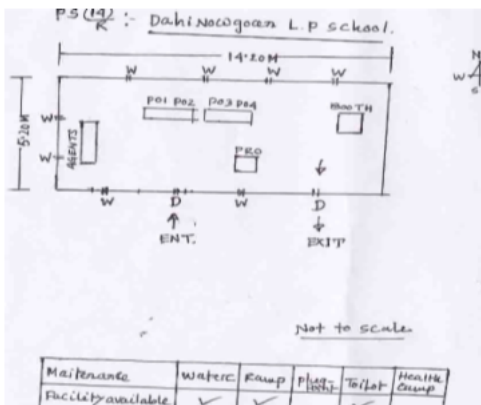 PS (14)/R :- Dahi Nowgoan L.P School.
14.20M
N
W
S
W W W W
5.20M
PO1 PO2 PO3 PO4
BOOTH
W
AGENTS
W
PRO
W D W D
ENT. EXIT
Not to scale
Maitenance Water Ramp Toilet Health Camp
Facility available ✓ ✓ ✓